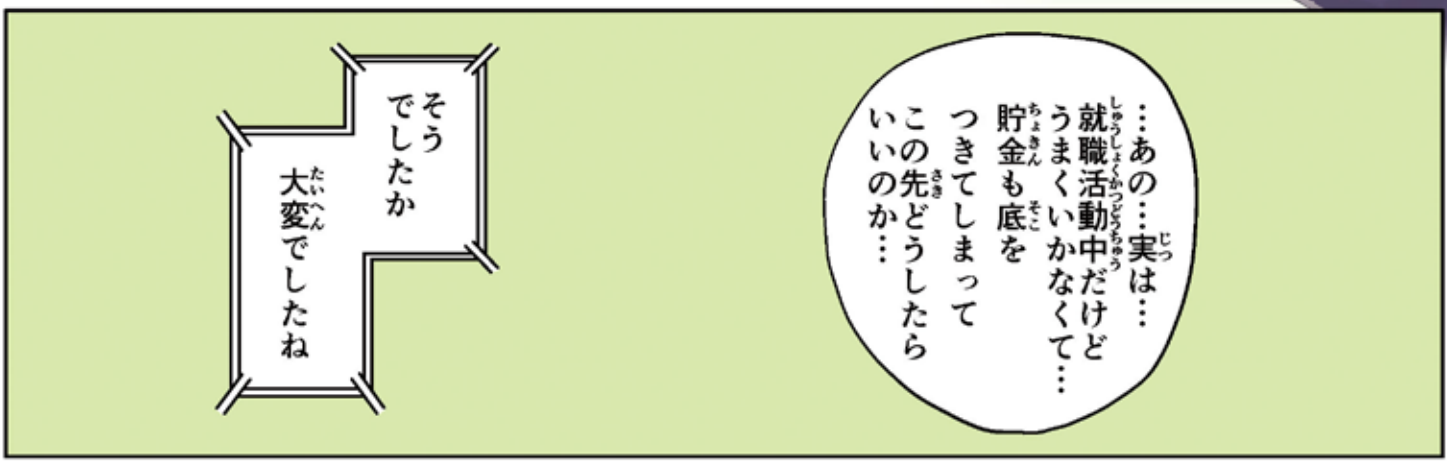 …あの…実は…
就職活動中だけど
うまくいかなくて…
貯金も底を
つきてしまって
この先どうしたら
いいのか…
そう
でしたか
大変でしたね